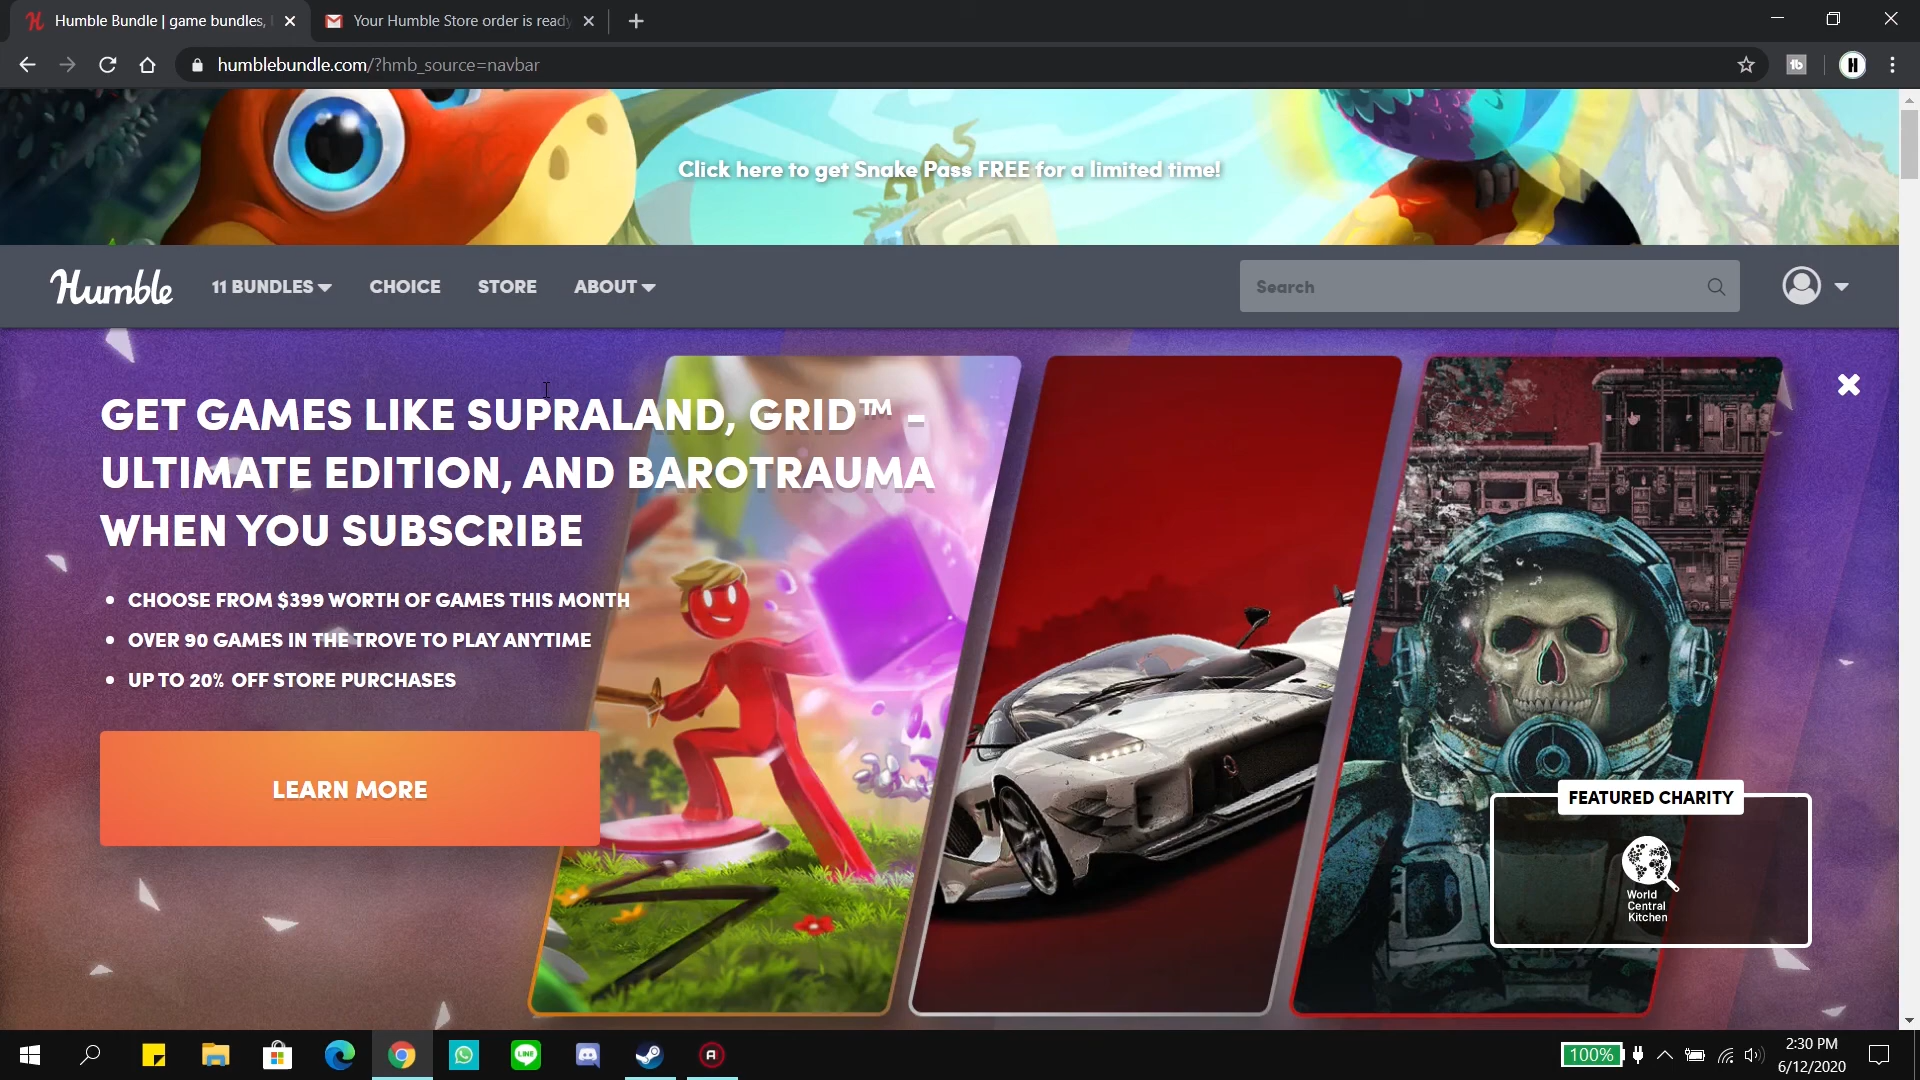 Humble Bundle | game bundles,
Your Humble Store order is ready
humblebundle.com/?hmb_source=navbar
Click here to get Snake Pass FREE for a limited time!
Humble
11 BUNDLES
CHOICE
STORE
ABOUT
Search
GET GAMES LIKE SUPRALAND, GRID™ -
ULTIMATE EDITION, AND BAROTRAUMA
WHEN YOU SUBSCRIBE
• CHOOSE FROM $399 WORTH OF GAMES THIS MONTH
• OVER 90 GAMES IN THE TROVE TO PLAY ANYTIME
• UP TO 20% OFF STORE PURCHASES
LEARN MORE
FEATURED CHARITY
World
Central
Kitchen
LINE
100%
2:30 PM
6/12/2020